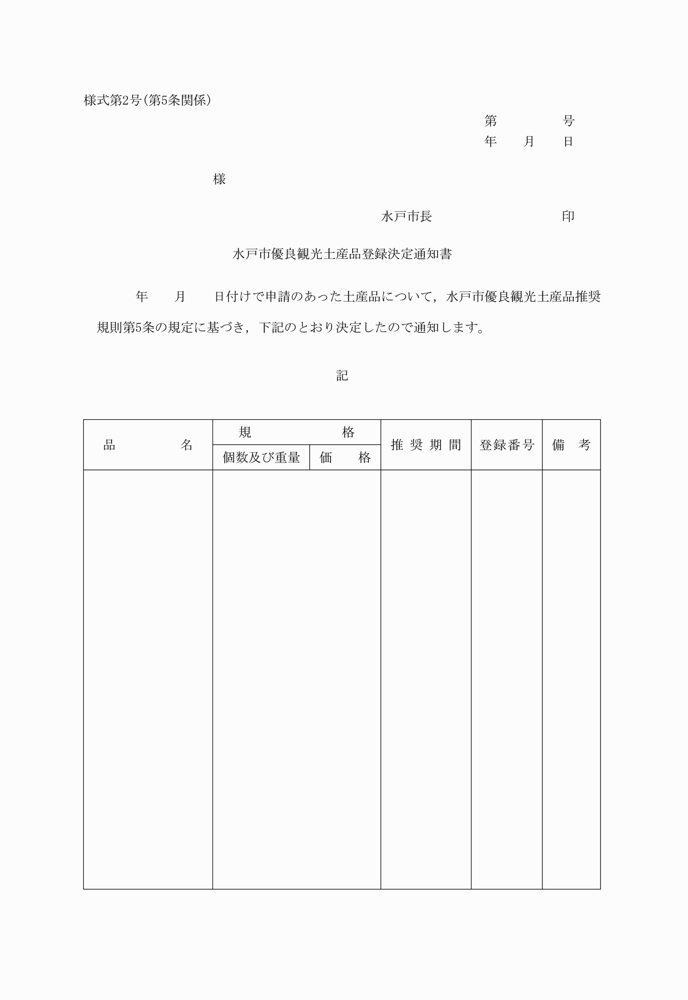 様式第2号(第5条関係)
第　　　　　号
年　　月　　日
様
水戸市長　　　　　　　　　　印
水戸市優良観光土産品登録決定通知書
年　　月　　日付けで申請のあった土産品について，水戸市優良観光土産品推奨
規則第5条の規定に基づき，下記のとおり決定したので通知します。
記
品　　　　　名
規　　　　　　　格
個数及び重量
価　　格
推奨期間
登録番号
備　考